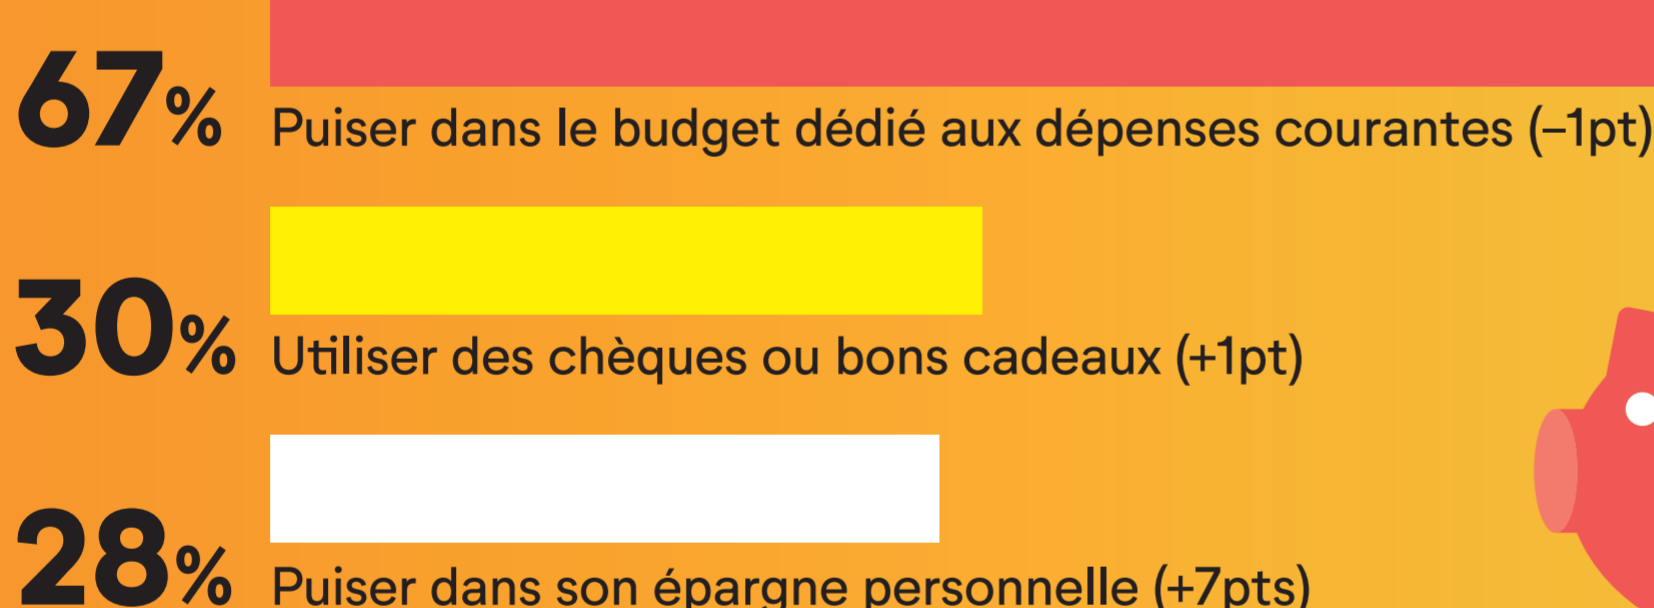 67%
Puiser dans le budget dédié aux dépenses courantes (–1pt)
30%
Utiliser des chèques ou bons cadeaux (+1pt)
28%
Puiser dans son épargne personnelle (+7pts)